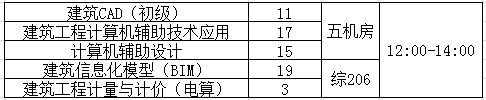 建筑CAD（初级） 11
建筑工程计算机辅助技术应用 17 五机房
计算机辅助设计 15 12:00-14:00
建筑信息化模型（BIM） 19 综206
建筑工程计量与计价（电算） 3